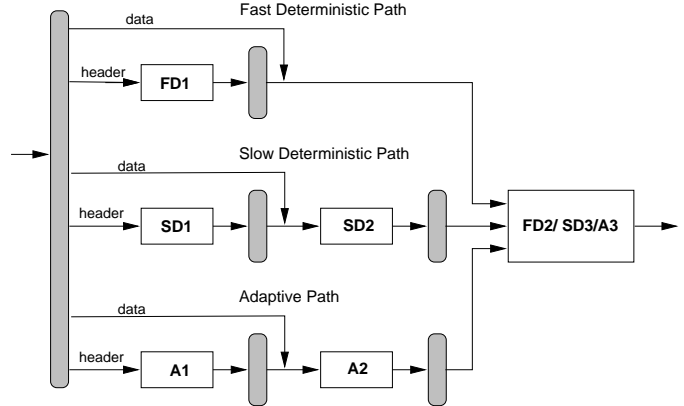 Fast Deterministic Path
data
header
FD1
Slow Deterministic Path
data
header
SD1
SD2
FD2/ SD3/A3
Adaptive Path
data
header
A1
A2